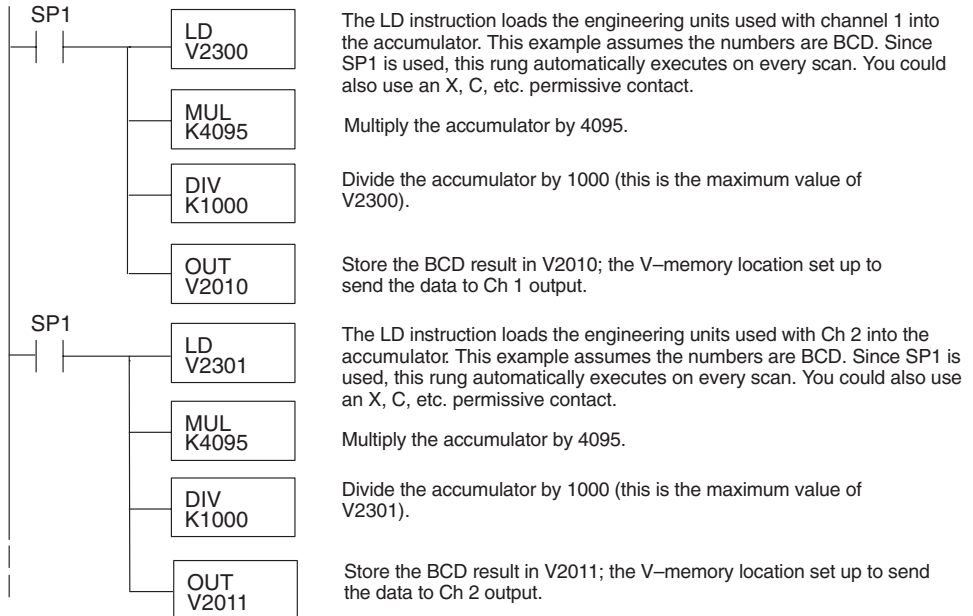 SP1
LD
V2300
The LD instruction loads the engineering units used with channel 1 into
the accumulator. This example assumes the numbers are BCD. Since
SP1 is used, this rung automatically executes on every scan. You could
also use an X, C, etc. permissive contact.
MUL
K4095
Multiply the accumulator by 4095.
DIV
K1000
Divide the accumulator by 1000 (this is the maximum value of
V2300).
OUT
V2010
Store the BCD result in V2010; the V–memory location set up to
send the data to Ch 1 output.
SP1
LD
V2301
The LD instruction loads the engineering units used with Ch 2 into the
accumulator. This example assumes the numbers are BCD. Since SP1 is
used, this rung automatically executes on every scan. You could also use
an X, C, etc. permissive contact.
MUL
K4095
Multiply the accumulator by 4095.
DIV
K1000
Divide the accumulator by 1000 (this is the maximum value of
V2301).
OUT
V2011
Store the BCD result in V2011; the V–memory location set up to send
the data to Ch 2 output.